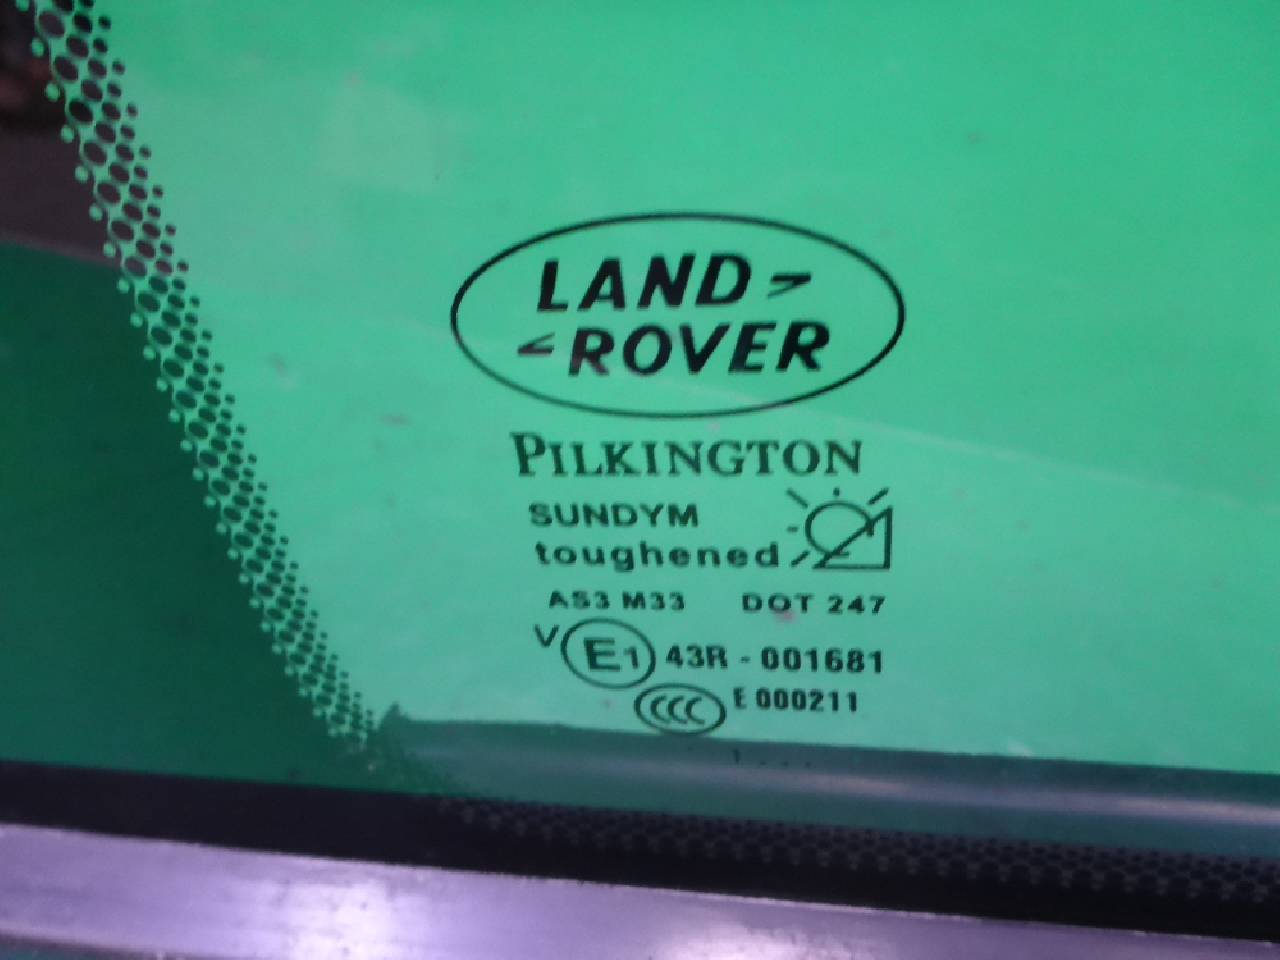 LAND
ROVER
PILKINGTON
SUNDYM
toughened
AS3 M33 DOT 247
V E1 43R - 001681
CCC E 000211